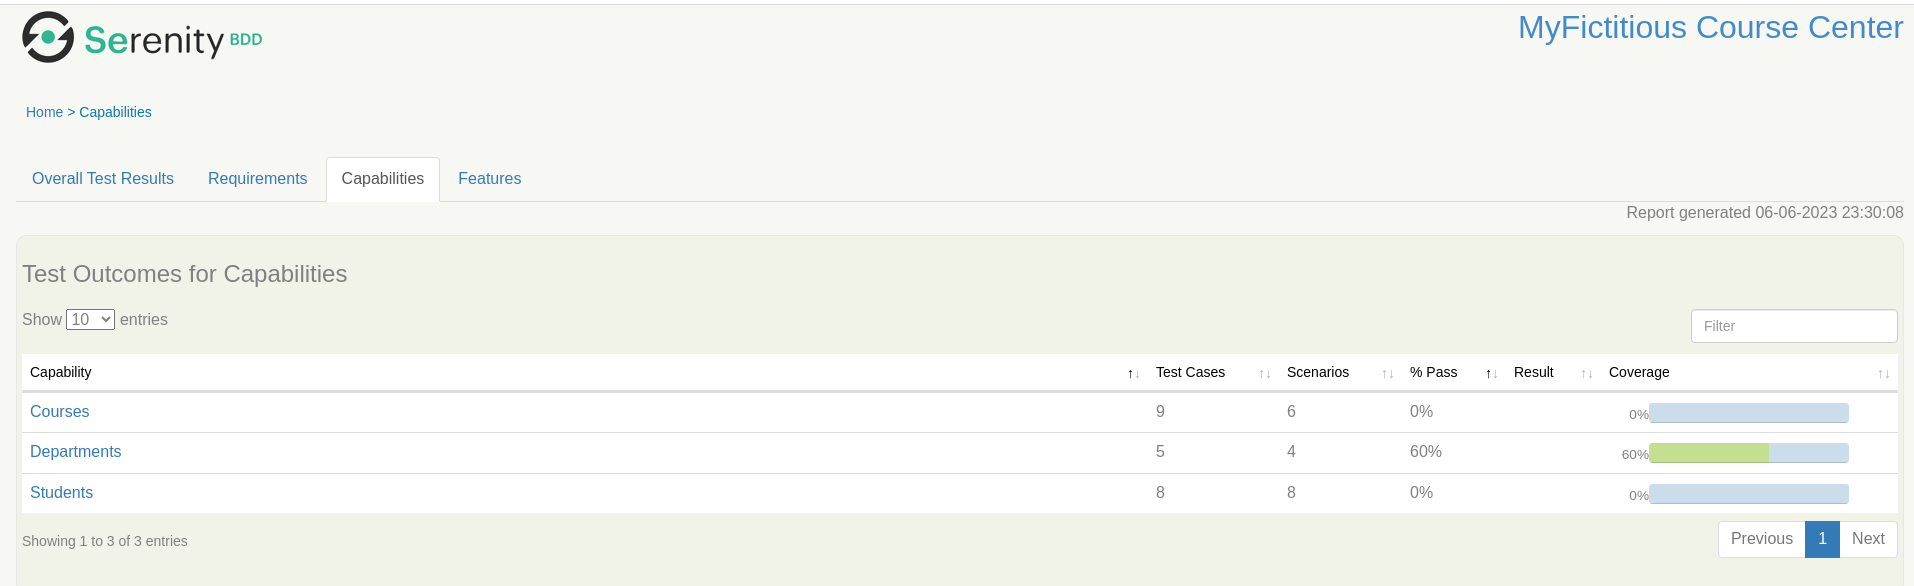 Serenity BDD
MyFictitious Course Center
Home > Capabilities
Overall Test Results Requirements Capabilities Features
Report generated 06-06-2023 23:30:08
Test Outcomes for Capabilities
Show 10 entries
Filter
Capability ↑↓ Test Cases ↑↓ Scenarios ↑↓ % Pass ↑↓ Result ↑↓ Coverage ↑↓
Courses 9 6 0% 0%
Departments 5 4 60% 60%
Students 8 8 0% 0%
Showing 1 to 3 of 3 entries
Previous 1 Next